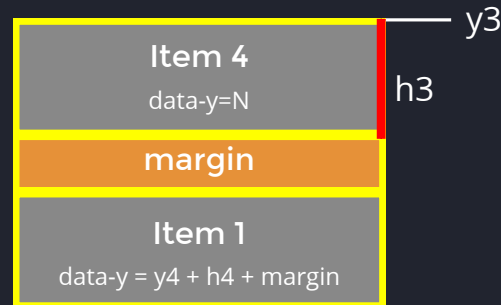 y3
Item 4
data-y=N
h3
margin
Item 1
data-y = y4 + h4 + margin